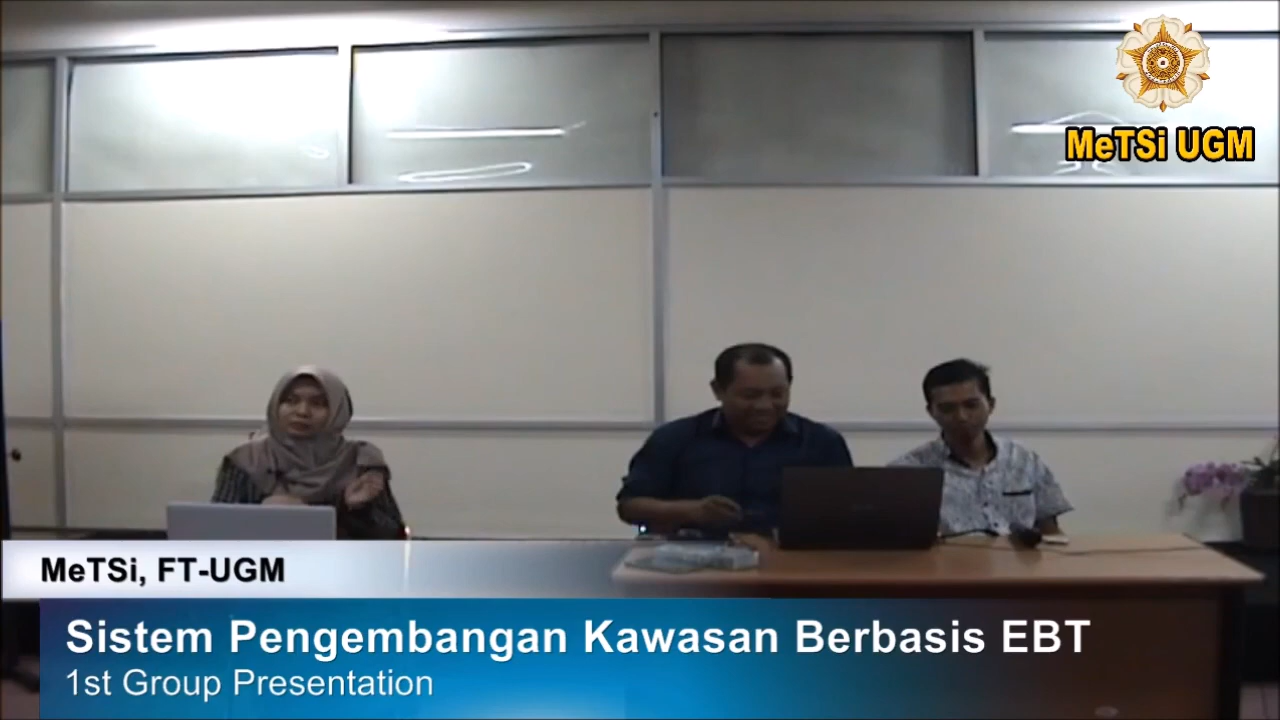 MeTSi UGM
MeTSi, FT-UGM
Sistem Pengembangan Kawasan Berbasis EBT
1st Group Presentation